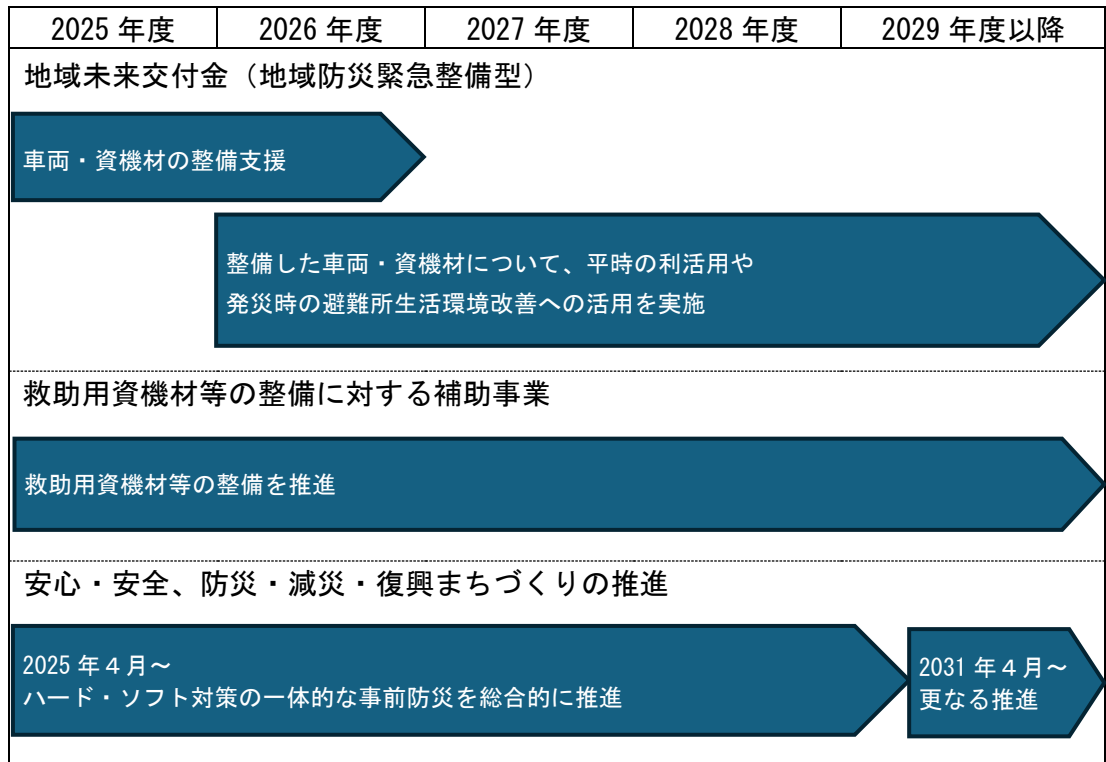 2025 年度
2026 年度
2027 年度
2028 年度
2029 年度以降
地域未来交付金（地域防災緊急整備型）
車両・資機材の整備支援
整備した車両・資機材について、平時の利活用や
発災時の避難所生活環境改善への活用を実施
救助用資機材等の整備に対する補助事業
救助用資機材等の整備を推進
安心・安全、防災・減災・復興まちづくりの推進
2025 年４月～
ハード・ソフト対策の一体的な事前防災を総合的に推進
2031 年４月～
更なる推進